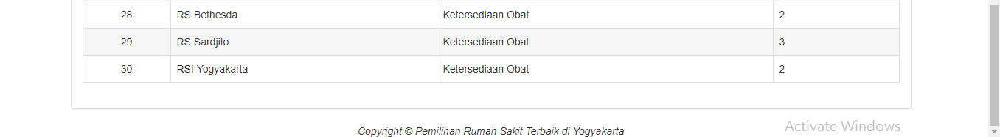 28 RS Bethesda Ketersediaan Obat 2
29 RS Sardjito Ketersediaan Obat 3
30 RSI Yogyakarta Ketersediaan Obat 2
Activate Windows
Copyright © Pemilihan Rumah Sakit Terbaik di Yogyakarta